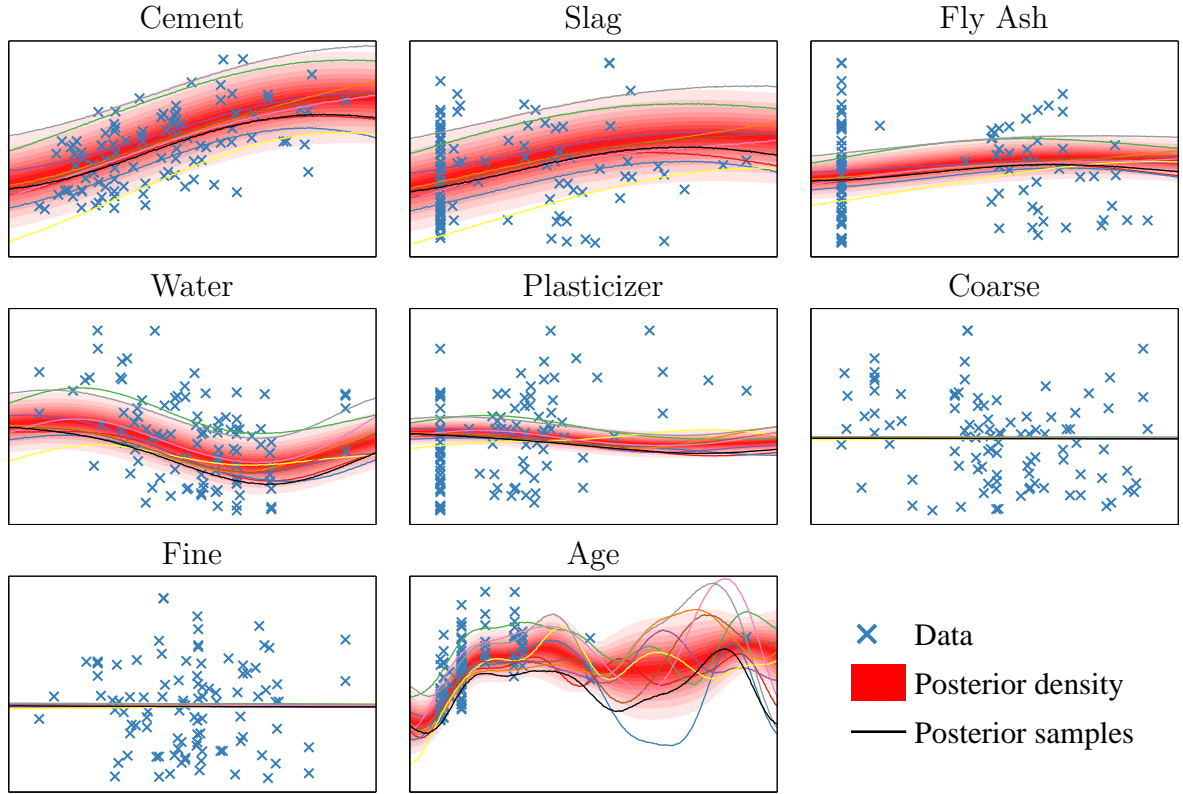 Cement
Slag
Fly Ash
Water
Plasticizer
Coarse
Fine
Age
Data
Posterior density
Posterior samples